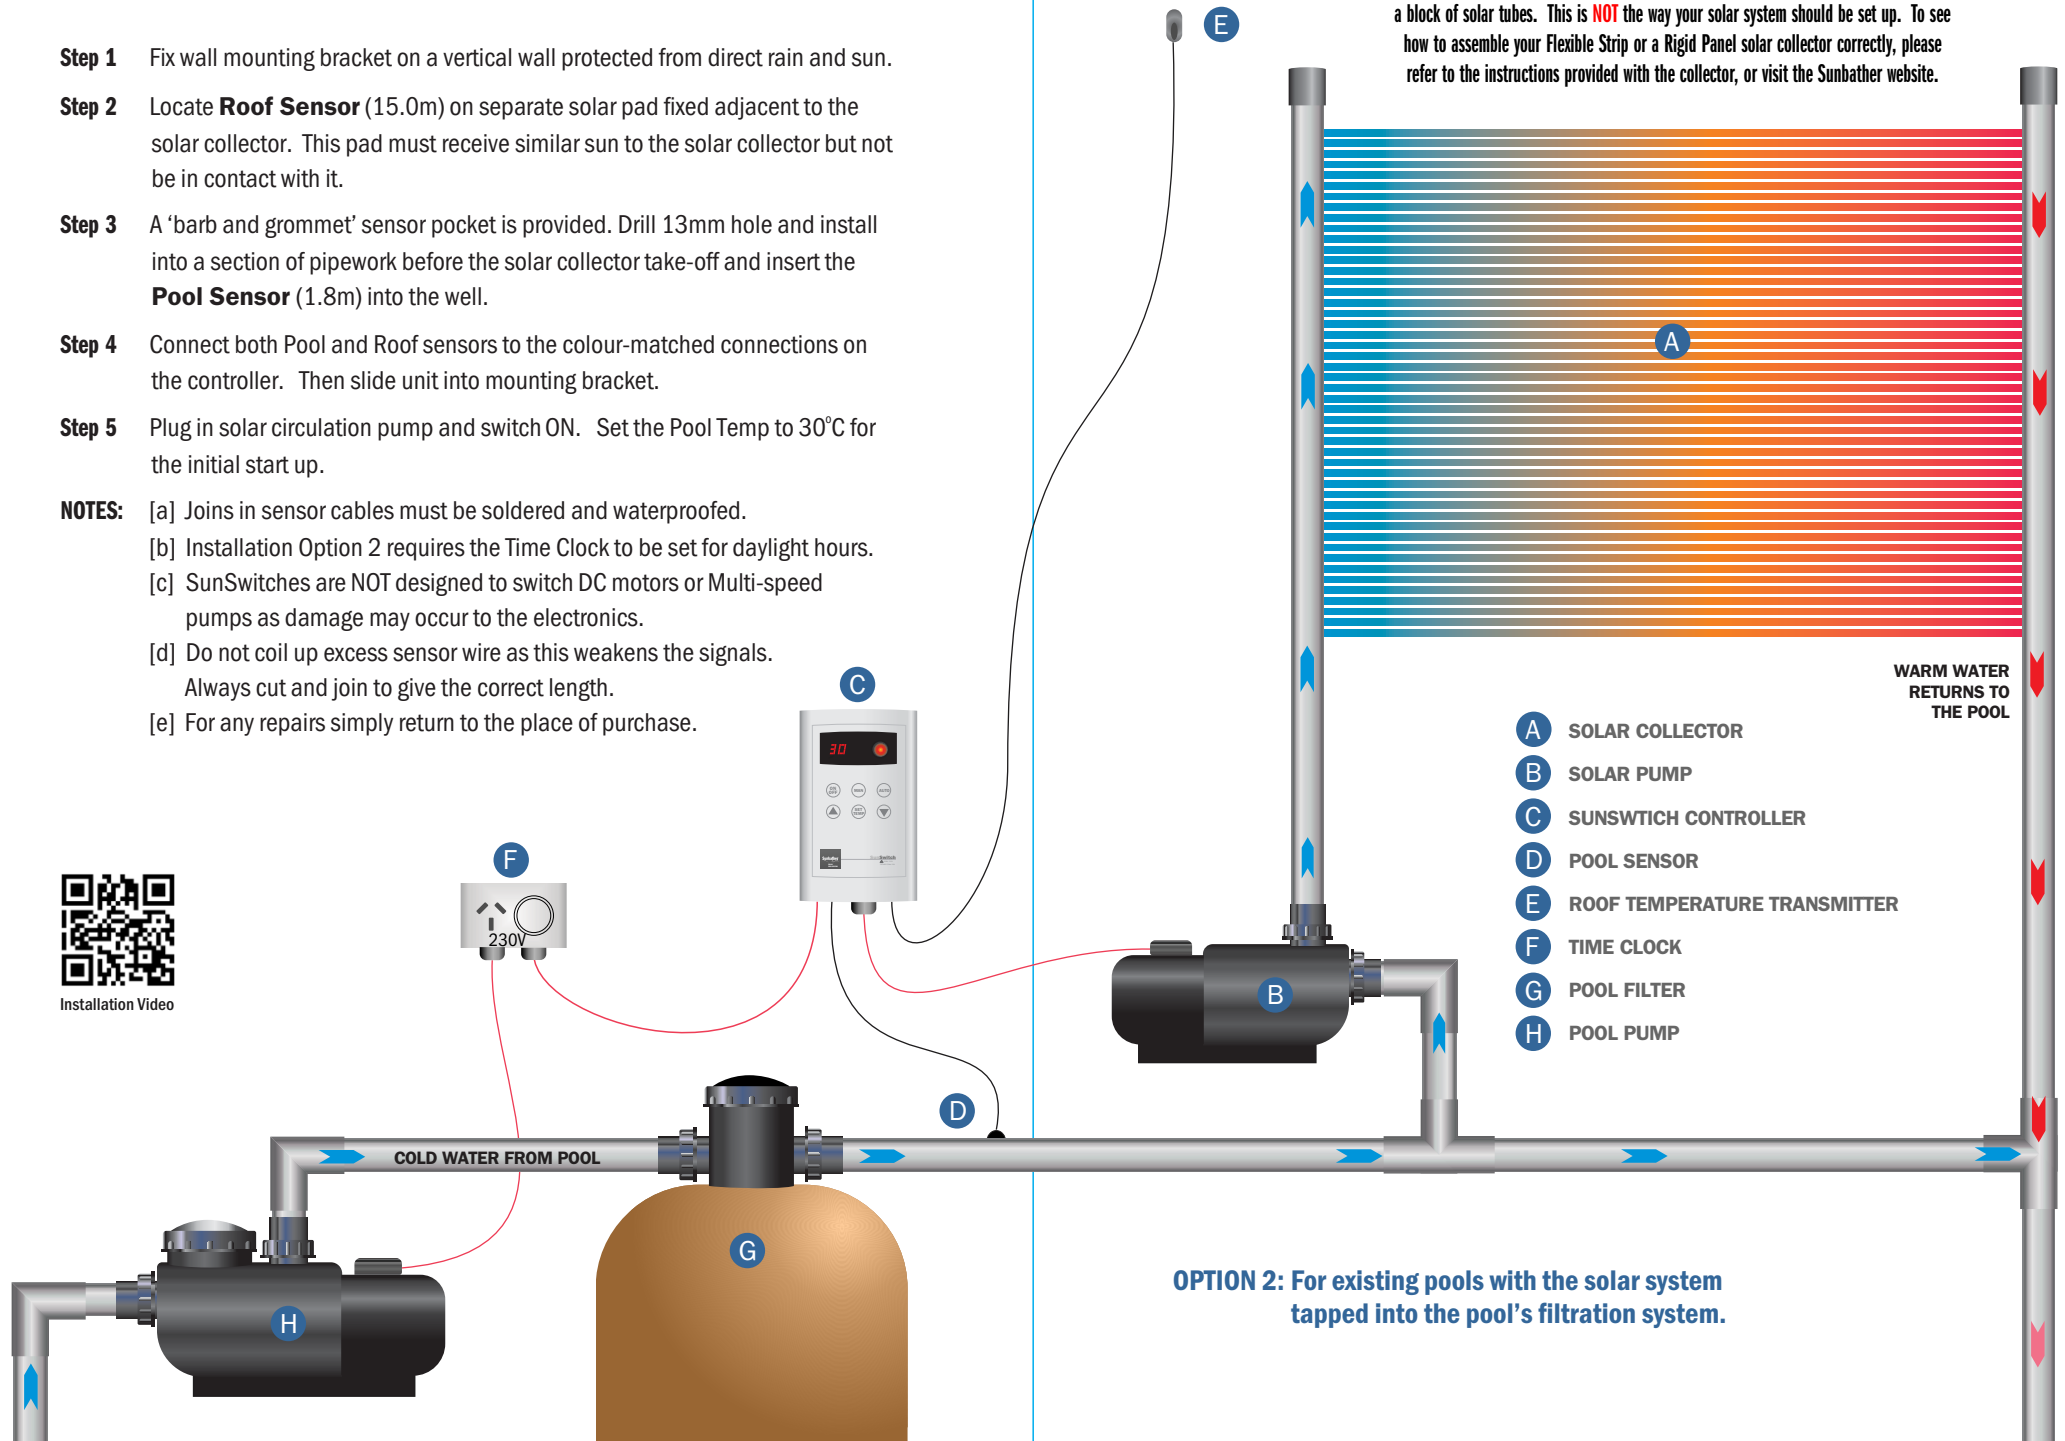 Step 1 Fix wall mounting bracket on a vertical wall protected from direct rain and sun.
Step 2 Locate Roof Sensor (15.0m) on separate solar pad fixed adjacent to the
solar collector. This pad must receive similar sun to the solar collector but not
be in contact with it.
Step 3 A ‘barb and grommet’ sensor pocket is provided. Drill 13mm hole and install
into a section of pipework before the solar collector take-off and insert the
Pool Sensor (1.8m) into the well.
Step 4 Connect both Pool and Roof sensors to the colour-matched connections on
the controller. Then slide unit into mounting bracket.
Step 5 Plug in solar circulation pump and switch ON. Set the Pool Temp to 30°C for
the initial start up.
NOTES: [a] Joins in sensor cables must be soldered and waterproofed.
[b] Installation Option 2 requires the Time Clock to be set for daylight hours.
[c] SunSwitches are NOT designed to switch DC motors or Multi-speed
pumps as damage may occur to the electronics.
[d] Do not coil up excess sensor wire as this weakens the signals.
Always cut and join to give the correct length.
[e] For any repairs simply return to the place of purchase.
Installation Video
F
230V
C
30
ON
OFF
MAN
AUTO
SET
TEMP
E
a block of solar tubes. This is NOT the way your solar system should be set up. To see
how to assemble your Flexible Strip or a Rigid Panel solar collector correctly, please
refer to the instructions provided with the collector, or visit the Sunbather website.
A
WARM WATER
RETURNS TO
THE POOL
A SOLAR COLLECTOR
B SOLAR PUMP
C SUNSWTICH CONTROLLER
D POOL SENSOR
E ROOF TEMPERATURE TRANSMITTER
F TIME CLOCK
G POOL FILTER
H POOL PUMP
B
D
COLD WATER FROM POOL
G
H
OPTION 2: For existing pools with the solar system
tapped into the pool’s filtration system.